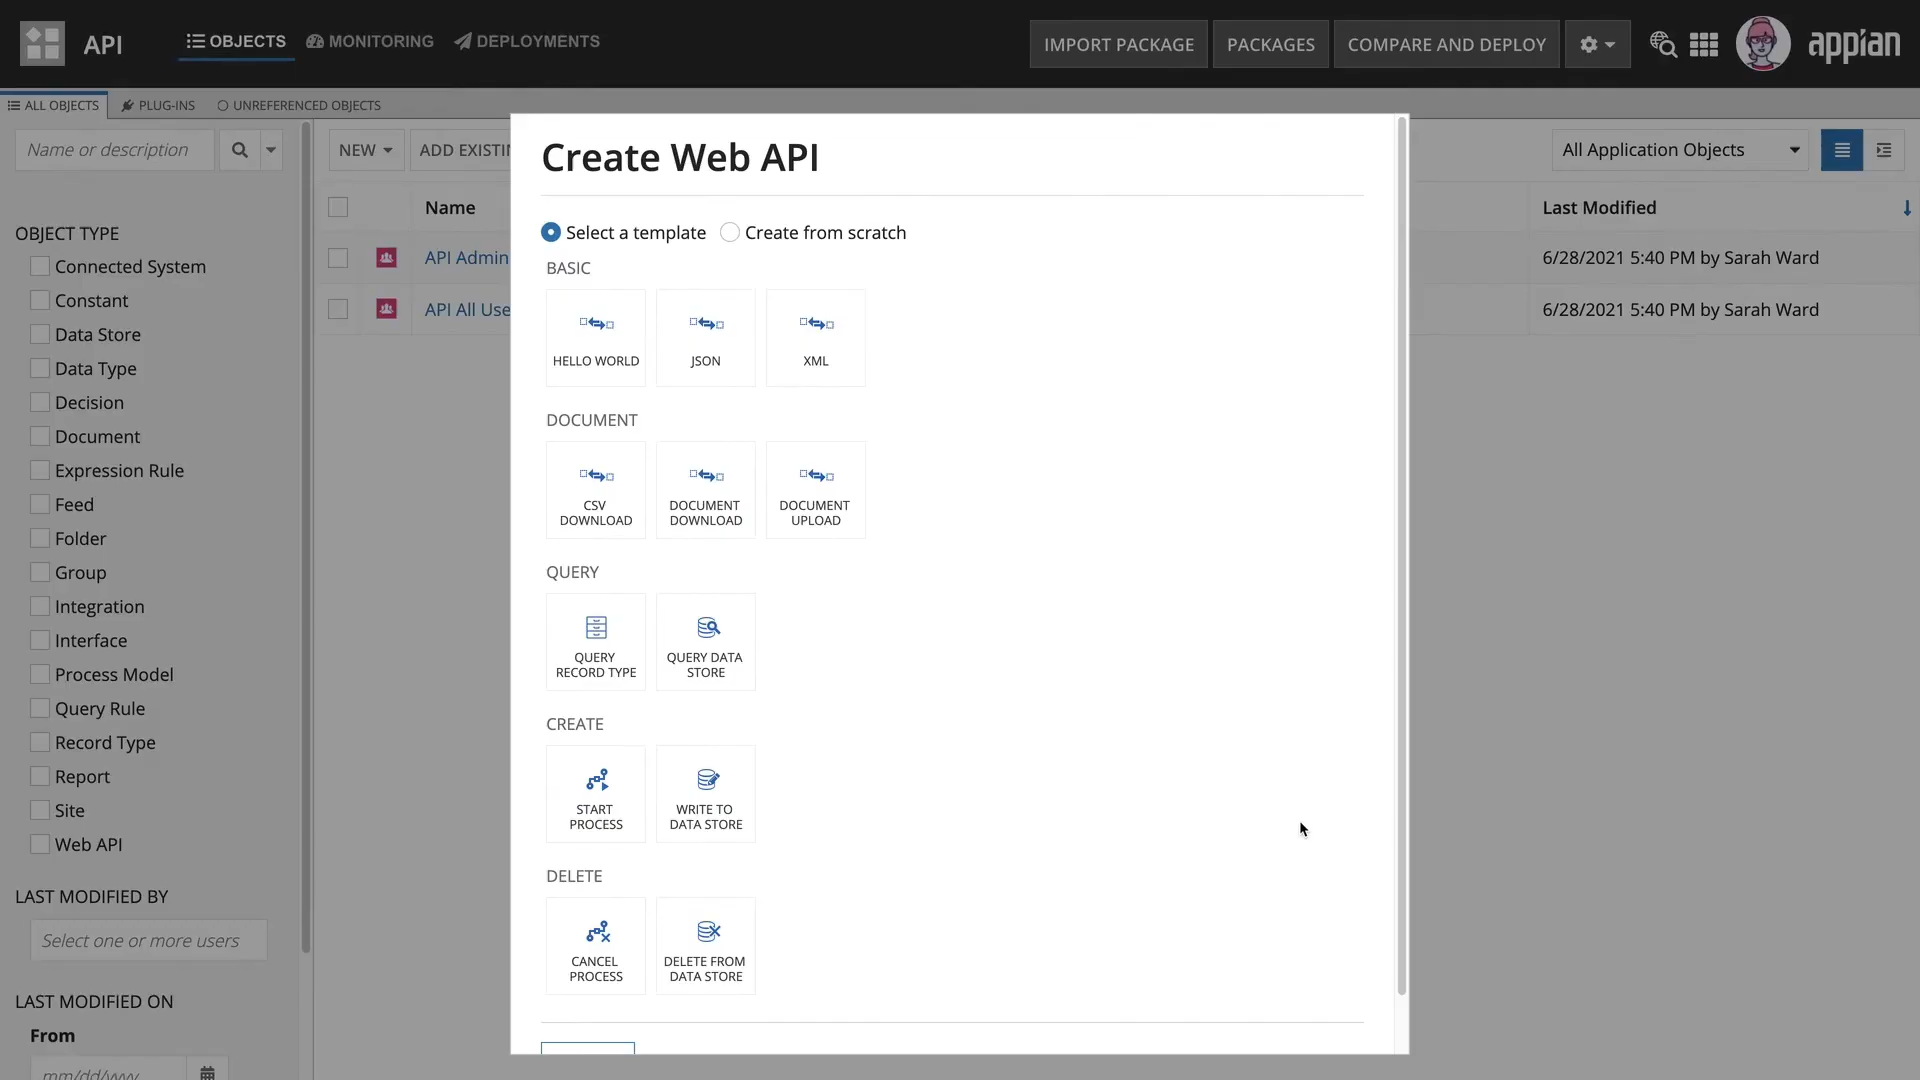 API
OBJECTS
MONITORING
DEPLOYMENTS
IMPORT PACKAGE
PACKAGES
COMPARE AND DEPLOY
appian
ALL OBJECTS
PLUG-INS
UNREFERENCED OBJECTS
Name or description
NEW
ADD EXISTIN
All Application Objects
Name
Last Modified
API Admin
6/28/2021 5:40 PM by Sarah Ward
API All Use
6/28/2021 5:40 PM by Sarah Ward
OBJECT TYPE
Connected System
Constant
Data Store
Data Type
Decision
Document
Expression Rule
Feed
Folder
Group
Integration
Interface
Process Model
Query Rule
Record Type
Report
Site
Web API
LAST MODIFIED BY
Select one or more users
LAST MODIFIED ON
From
mm/dd/yyyy
Create Web API
Select a template
Create from scratch
BASIC
HELLO WORLD
JSON
XML
DOCUMENT
CSV
DOWNLOAD
DOCUMENT
DOWNLOAD
DOCUMENT
UPLOAD
QUERY
QUERY
RECORD TYPE
QUERY DATA
STORE
CREATE
START
PROCESS
WRITE TO
DATA STORE
DELETE
CANCEL
PROCESS
DELETE FROM
DATA STORE